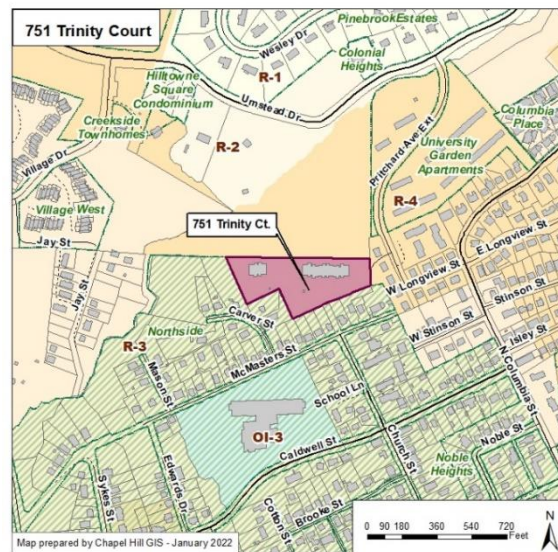 751 Trinity Court
Pinebrook Estates
Wesley Dr
Colonial
Heights
R-1
Hilltowne
Square
Condominium
Umstead Dr
Creekside
Townhomes
Columbia
Place
R-2
Pritchard Ave Ext
University
Garden
Apartments
Village Dr
R-4
Village West
751 Trinity Ct.
Jay St
E Longview St
W Longview St
Jay St
Stinson St
W Stinson St
Carver St
Northside
Isley St
R-3
McMasters St
N Columbia St
Mason St
School Ln
OI-3
Caldwell St
Church St
Noble St
Noble
Heights
Edwards Dr
Sykes St
Cotton St
Brooke St
N
0 90 180 360 540 720
Feet
Map prepared by Chapel Hill GIS - January 2022